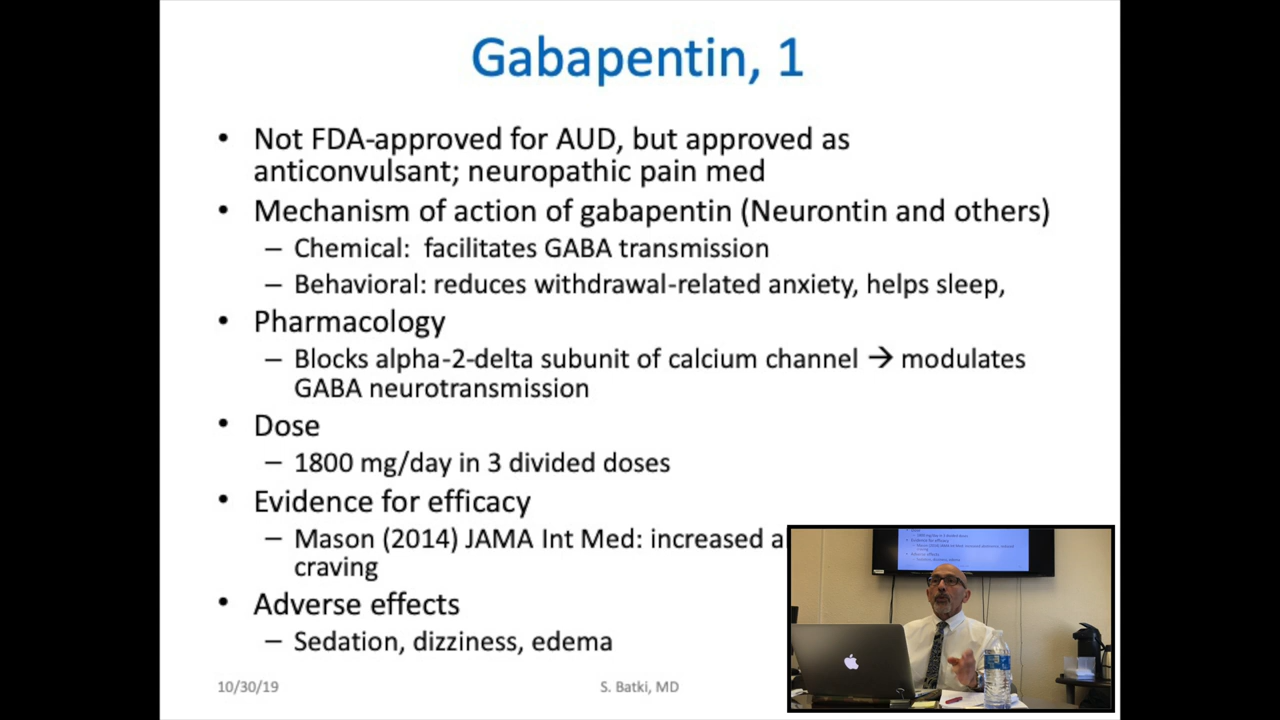 Gabapentin, 1
• Not FDA-approved for AUD, but approved as
anticonvulsant; neuropathic pain med
• Mechanism of action of gabapentin (Neurontin and others)
– Chemical:  facilitates GABA transmission
– Behavioral: reduces withdrawal-related anxiety, helps sleep,
• Pharmacology
– Blocks alpha-2-delta subunit of calcium channel → modulates
GABA neurotransmission
• Dose
– 1800 mg/day in 3 divided doses
• Evidence for efficacy
– Mason (2014) JAMA Int Med: increased a
craving
• Adverse effects
– Sedation, dizziness, edema
10/30/19
S. Batki, MD